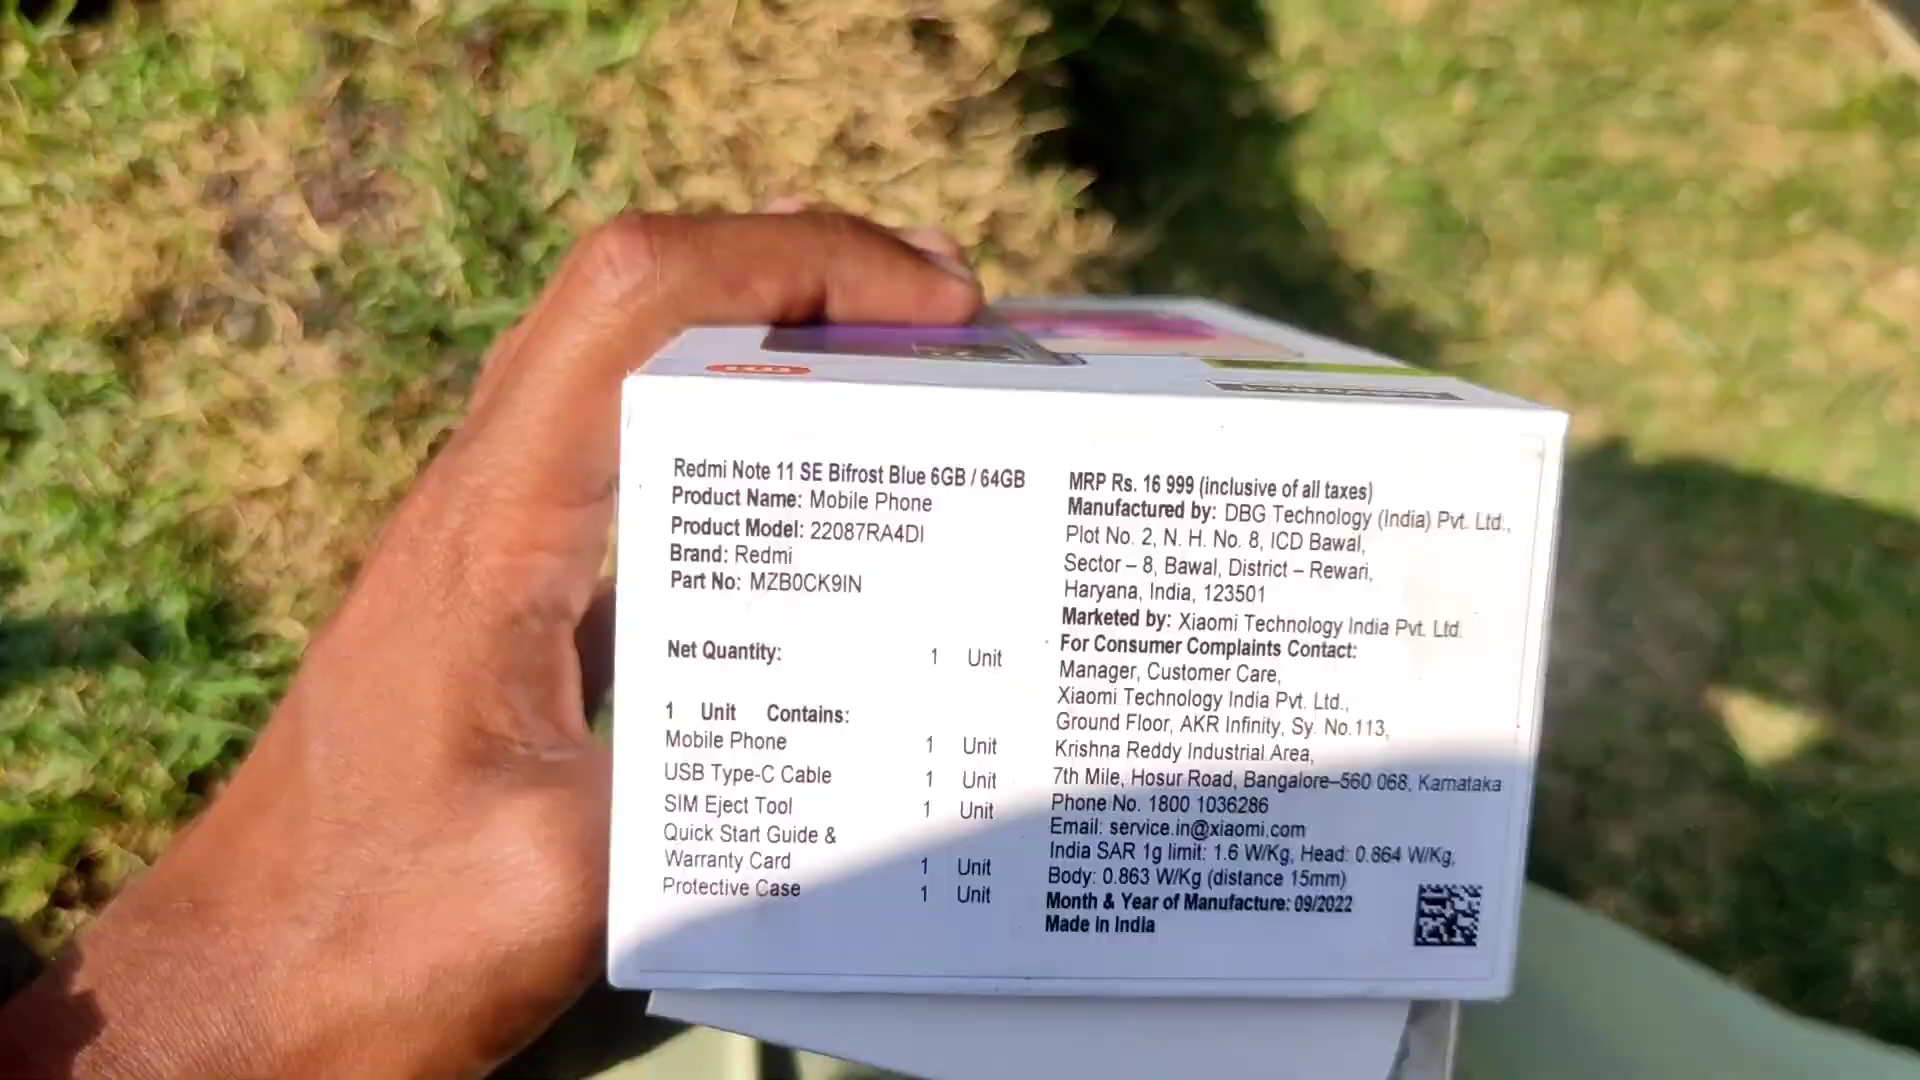 Redmi Note 11 SE Bifrost Blue 6GB / 64GB
Product Name: Mobile Phone
Product Model: 22087RA4DI
Brand: Redmi
Part No: MZB0CK9IN
Net Quantity: 1 Unit
1 Unit Contains:
Mobile Phone 1 Unit
USB Type-C Cable 1 Unit
SIM Eject Tool 1 Unit
Quick Start Guide &
Warranty Card 1 Unit
Protective Case 1 Unit
MRP Rs. 16 999 (inclusive of all taxes)
Manufactured by: DBG Technology (India) Pvt. Ltd.,
Plot No. 2, N. H. No. 8, ICD Bawal,
Sector – 8, Bawal, District – Rewari,
Haryana, India, 123501
Marketed by: Xiaomi Technology India Pvt. Ltd.
For Consumer Complaints Contact:
Manager, Customer Care,
Xiaomi Technology India Pvt. Ltd.,
Ground Floor, AKR Infinity, Sy. No.113,
Krishna Reddy Industrial Area,
7th Mile, Hosur Road, Bangalore–560 068, Karnataka
Phone No. 1800 1036286
Email: service.in@xiaomi.com
India SAR 1g limit: 1.6 W/Kg, Head: 0.864 W/Kg,
Body: 0.863 W/Kg (distance 15mm)
Month & Year of Manufacture: 09/2022
Made in India